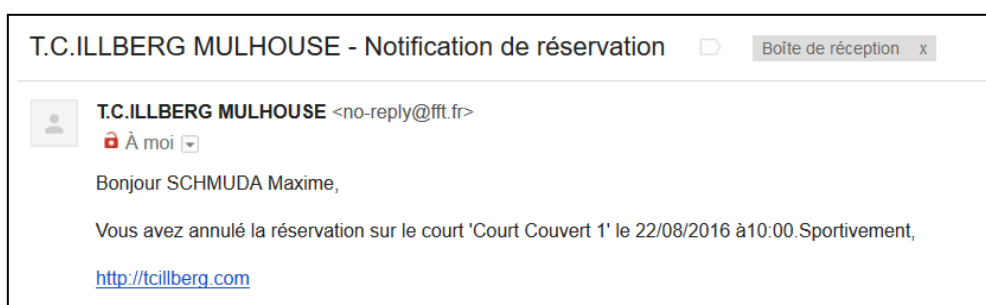 T.C.ILLBERG MULHOUSE - Notification de réservation Boîte de réception x
T.C.ILLBERG MULHOUSE <no-reply@fft.fr>
À moi
Bonjour SCHMUDA Maxime,
Vous avez annulé la réservation sur le court 'Court Couvert 1' le 22/08/2016 à10:00.Sportivement,
http://tcillberg.com